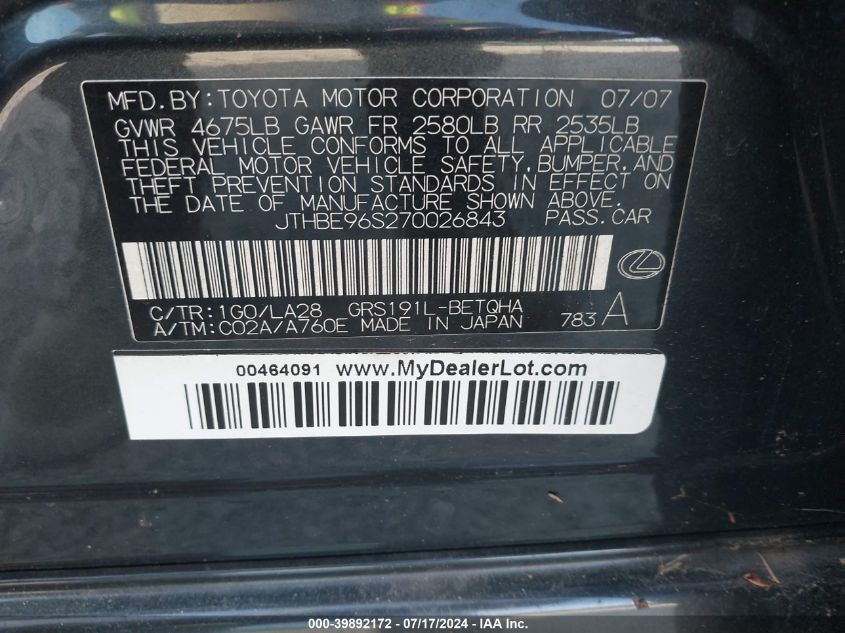 MFD. BY: TOYOTA MOTOR CORPORATION 07/07
GVWR 4675LB GAWR FR 2580LB RR 2535LB
THIS VEHICLE CONFORMS TO ALL APPLICABLE
FEDERAL MOTOR VEHICLE SAFETY, BUMPER, AND
THEFT PREVENTION STANDARDS IN EFFECT ON
THE DATE OF MANUFACTURE SHOWN ABOVE.
JTHBE96S270026843 PASS. CAR
C/TR: 1G0/LA28 GRS191L-BETQHA
A/TM: C02A/A760E MADE IN JAPAN 783 A
00464091 www.MyDealerLot.com
000-39892172 - 07/17/2024 - IAA Inc.